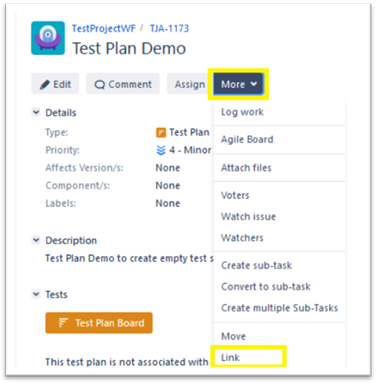 TestProjectWF / TJA-1173
Test Plan Demo
Edit Comment Assign More
Log work
Details
Agile Board
Type: Test Plan
Priority: 4 - Minor
Attach files
Affects Version/s: None
Component/s: None
Voters
Labels: None
Watch issue
Watchers
Description
Test Plan Demo to create empty test s
Create sub-task
Convert to sub-task
Tests
Create multiple Sub-Tasks
Test Plan Board
Move
This test plan is not associated with
Link